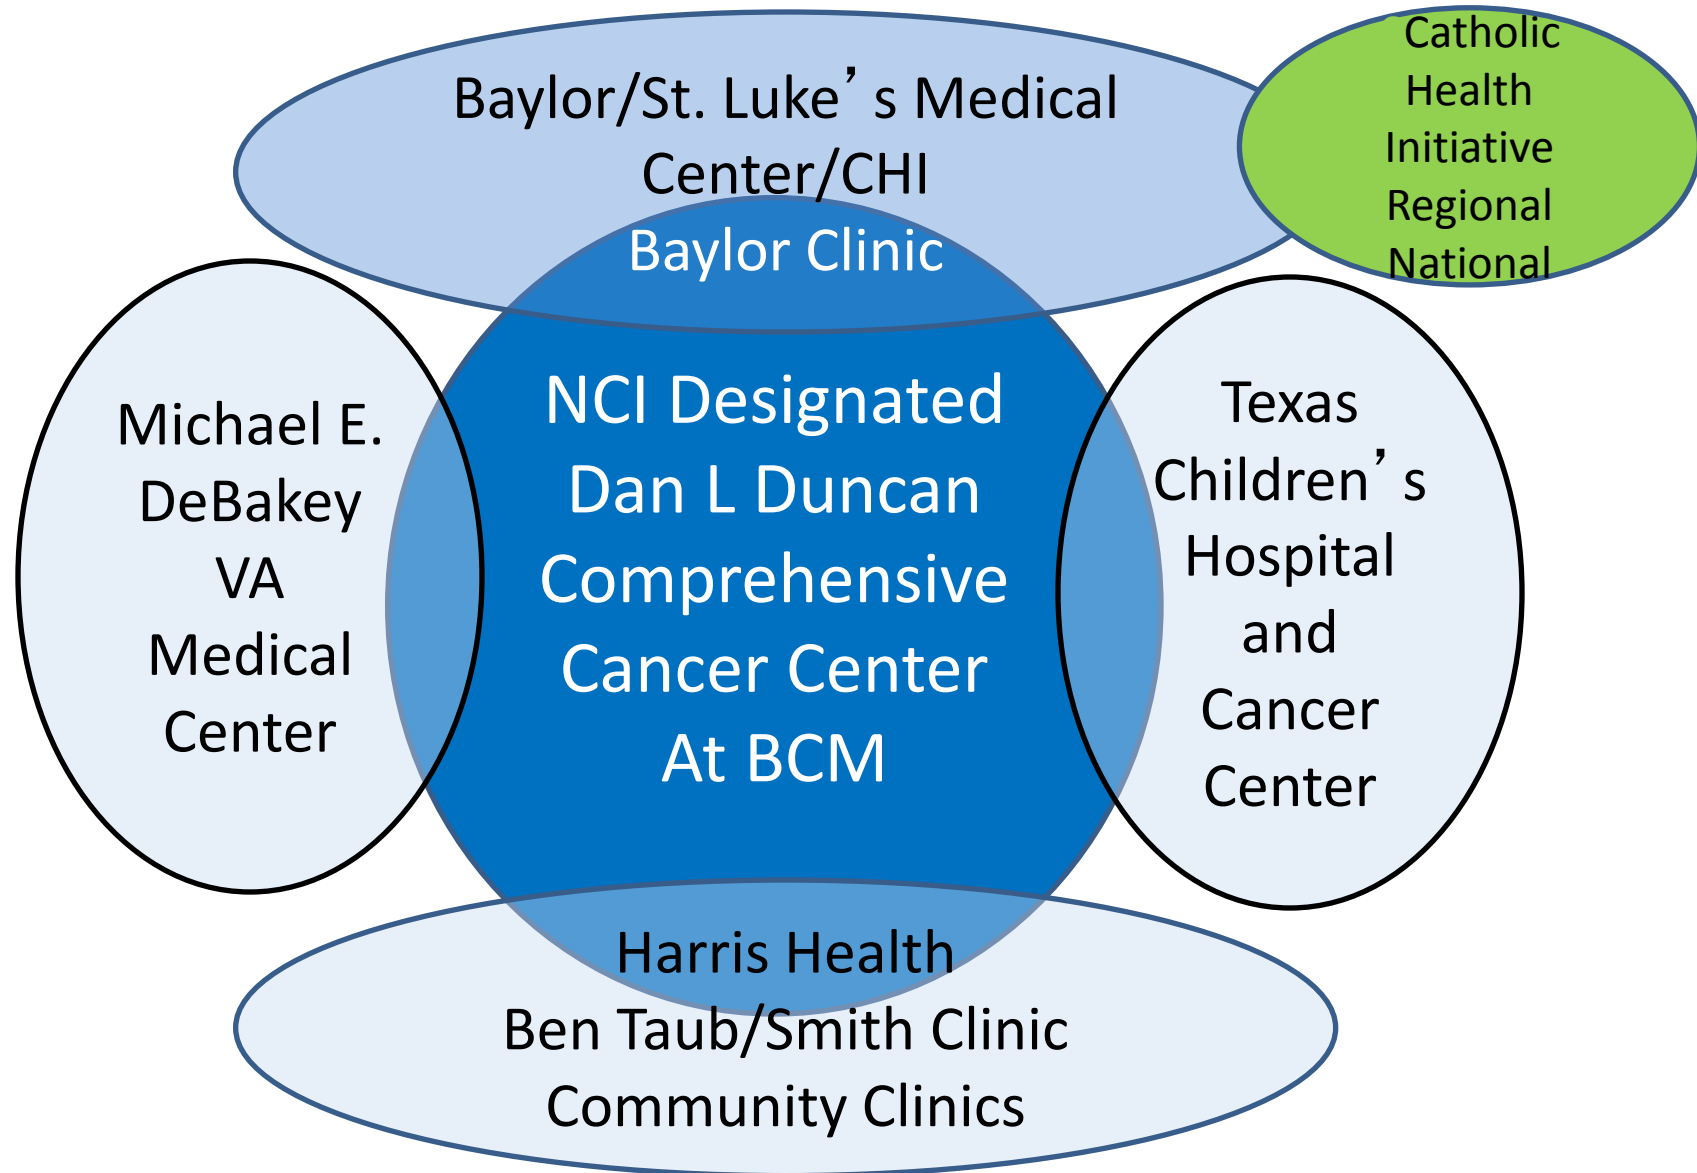 Baylor/St. Luke’s Medical
Center/CHI
Baylor Clinic
Catholic
Health
Initiative
Regional
National
Michael E.
DeBakey
VA
Medical
Center
NCI Designated
Dan L Duncan
Comprehensive
Cancer Center
At BCM
Texas
Children’s
Hospital
and
Cancer
Center
Harris Health
Ben Taub/Smith Clinic
Community Clinics